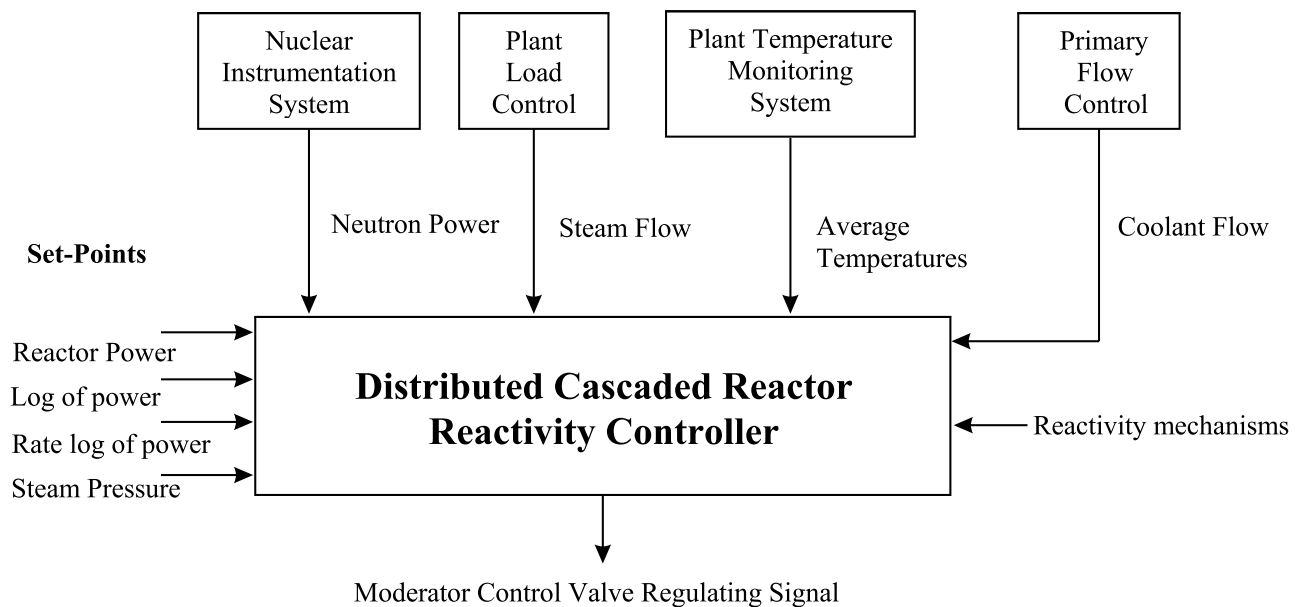 Nuclear
Instrumentation
System
Plant
Load
Control
Plant Temperature
Monitoring
System
Primary
Flow
Control
Neutron Power
Steam Flow
Average
Temperatures
Coolant Flow
Set-Points
Reactor Power
Log of power
Rate log of power
Steam Pressure
Distributed Cascaded Reactor
Reactivity Controller
Reactivity mechanisms
Moderator Control Valve Regulating Signal